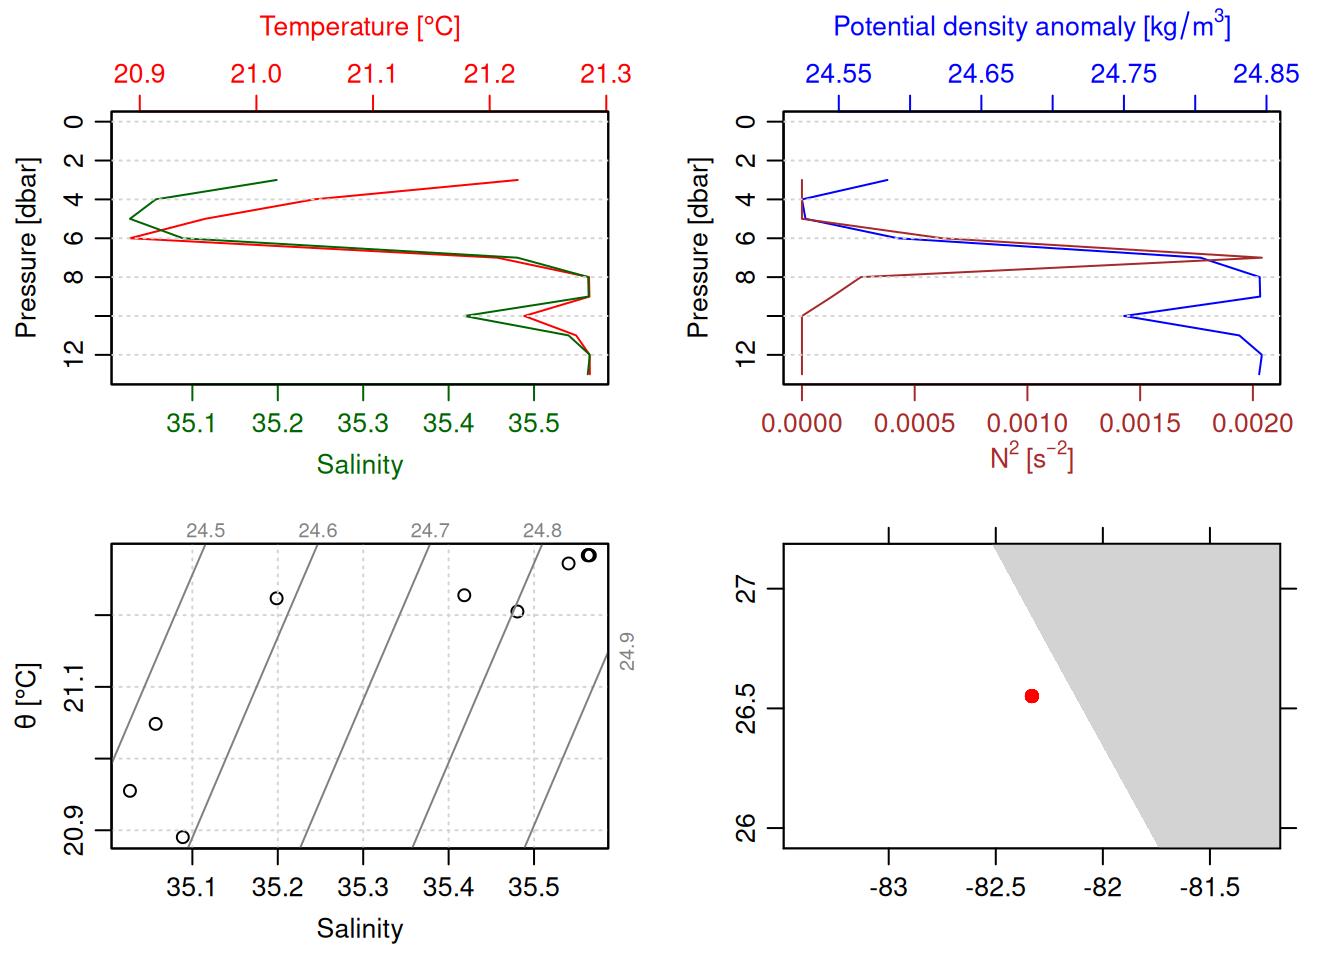 Temperature [°C]
20.9 21.0 21.1 21.2 21.3
Pressure [dbar]
0
2
4
6
8
12
35.1 35.2 35.3 35.4 35.5
Salinity
Potential density anomaly [kg/m³]
24.55 24.65 24.75 24.85
Pressure [dbar]
0
2
4
6
8
12
0.0000 0.0005 0.0010 0.0015 0.0020
N² [s⁻²]
24.5 24.6 24.7 24.8
24.9
θ [°C]
21.1
20.9
35.1 35.2 35.3 35.4 35.5
Salinity
27
26.5
26
-83 -82.5 -82 -81.5